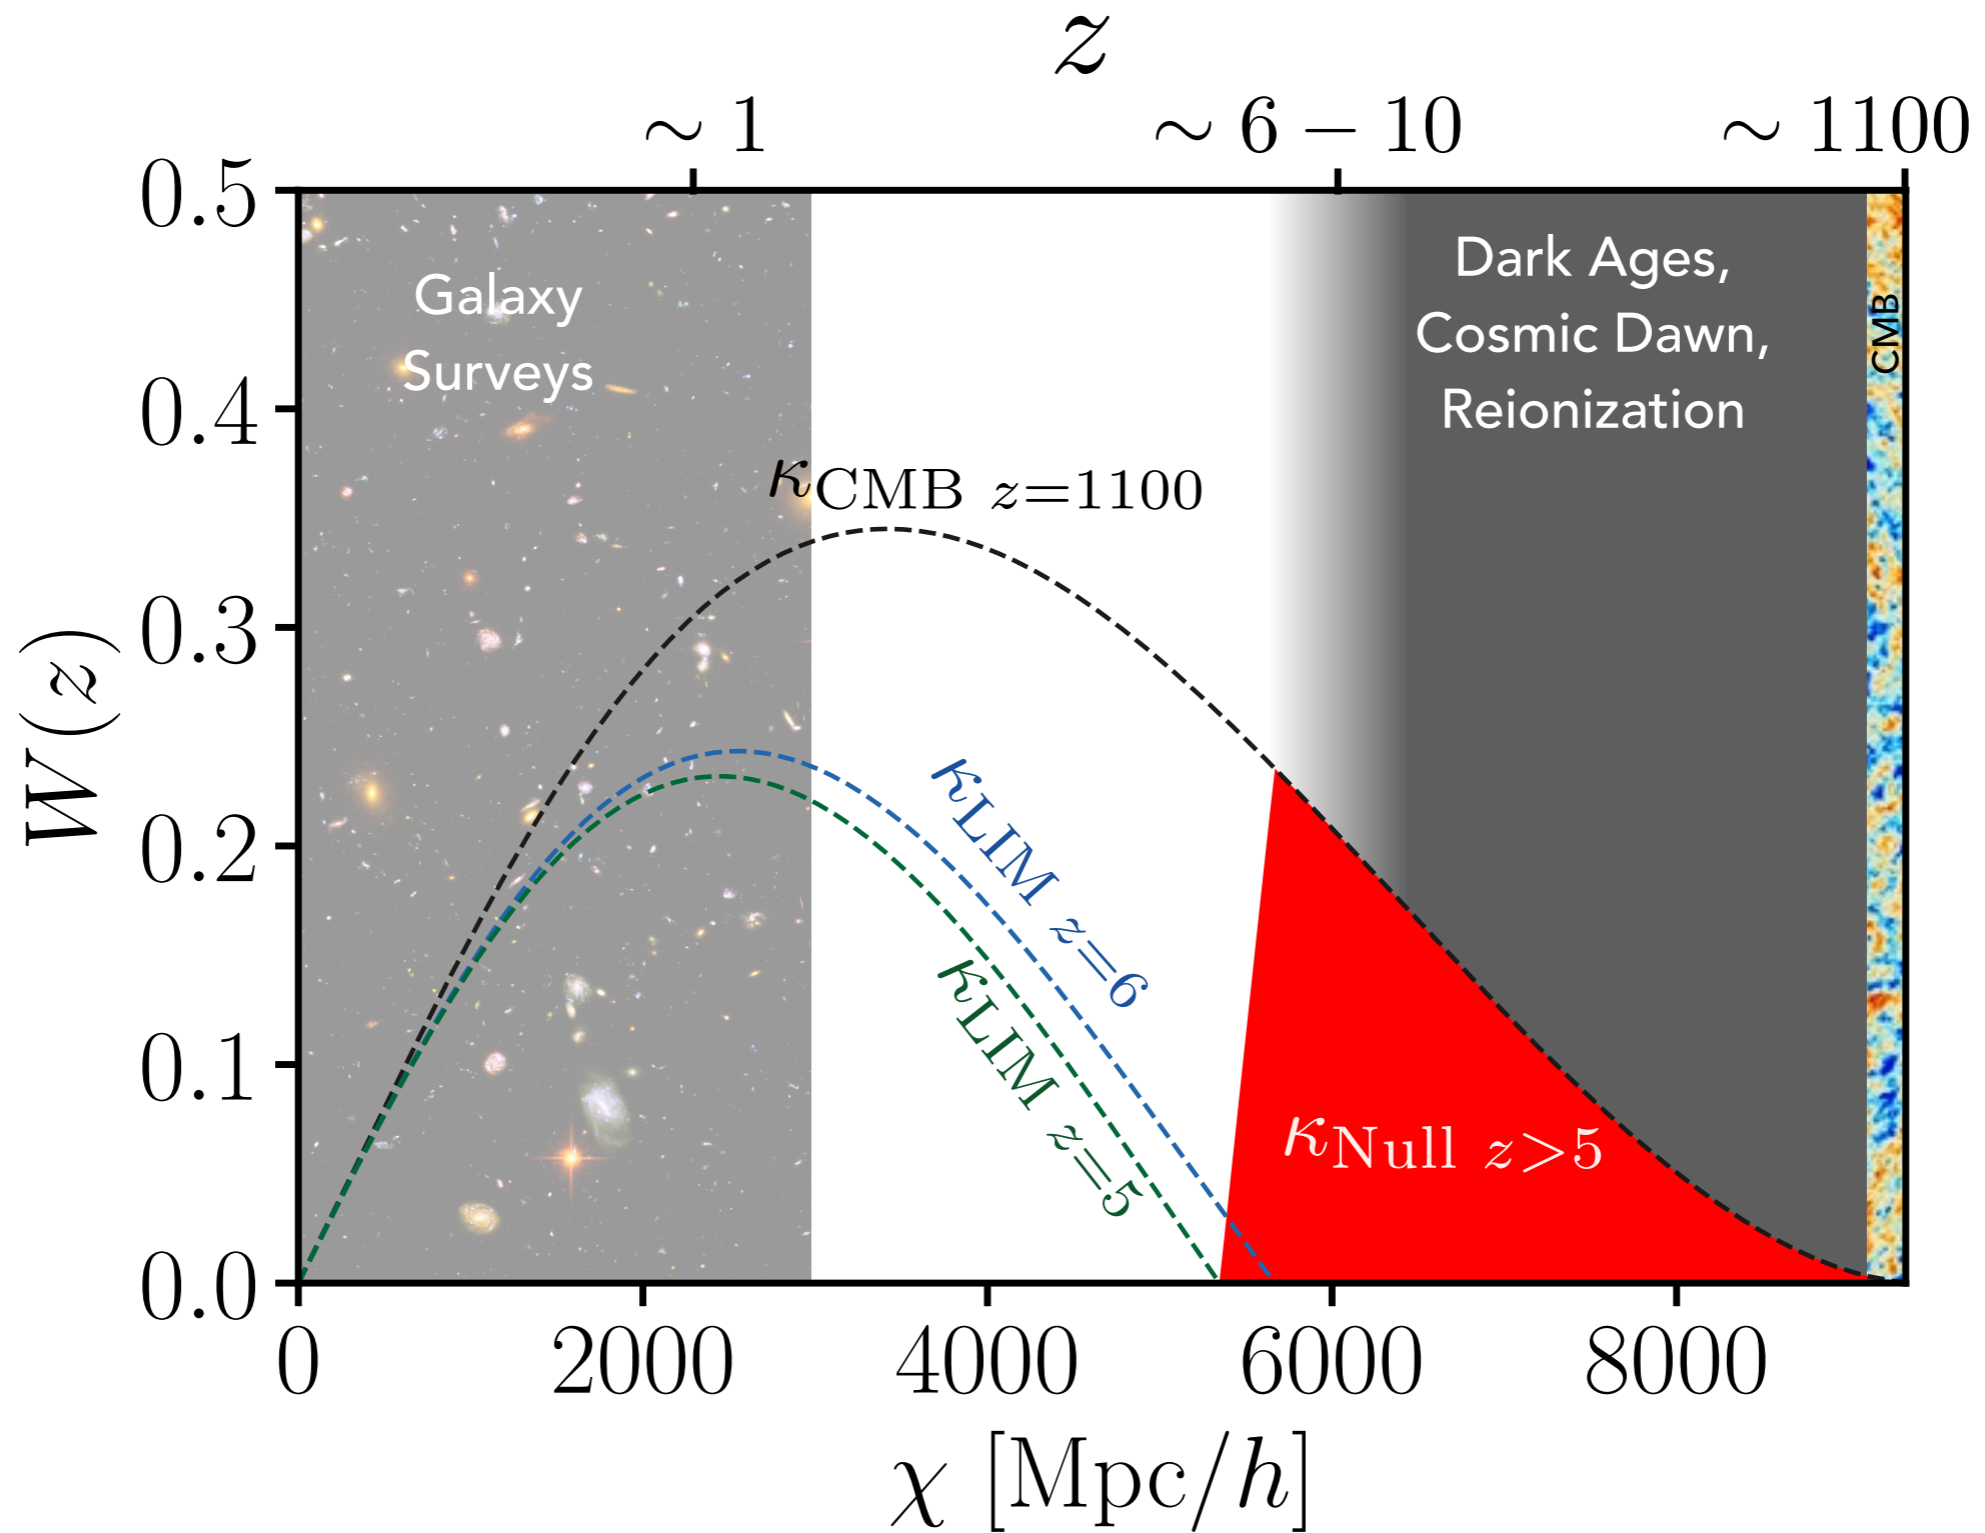 z
∼ 1
∼ 6 − 10
∼ 1100
0.5
0.4
0.3
0.2
0.1
0.0
W(z)
Galaxy
Surveys
Dark Ages,
Cosmic Dawn,
Reionization
CMB
κCMB z=1100
κLIM z=6
κLIM z=5
κNull z>5
0
2000
4000
6000
8000
χ [Mpc/h]